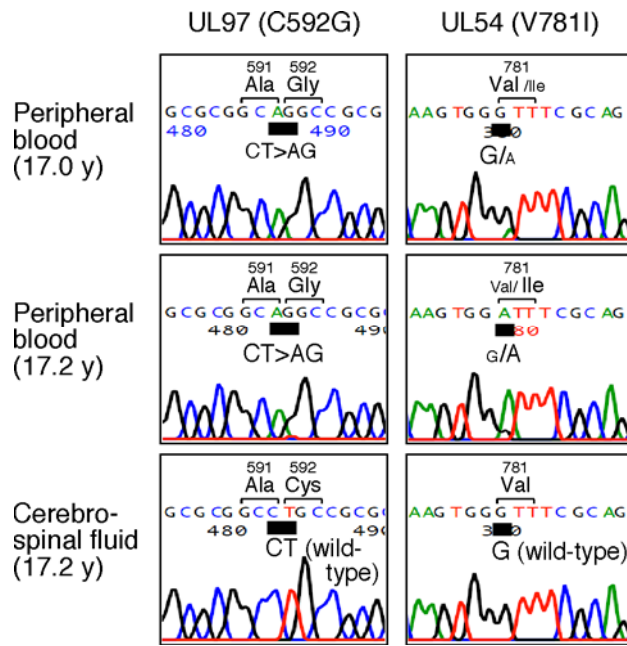 UL97 (C592G) UL54 (V781I)
Peripheral blood (17.0 y)
591 592
Ala Gly
GCGCGGCAGGCCGCG
480 490
CT>AG
781
Val /Ile
AAGTGGGTTTCGCAG
G/A
Peripheral blood (17.2 y)
591 592
Ala Gly
GCGCGGCAGGCCGCG
480 49
CT>AG
781
Val/ Ile
AAGTGGATTTCGCAG
80
G/A
Cerebro-
spinal fluid
(17.2 y)
591 592
Ala Cys
GCGCGGCCTGCCGCG
480 49
CT (wild-
type)
781
Val
AAGTGGGTTTCGCAG
G (wild-type)